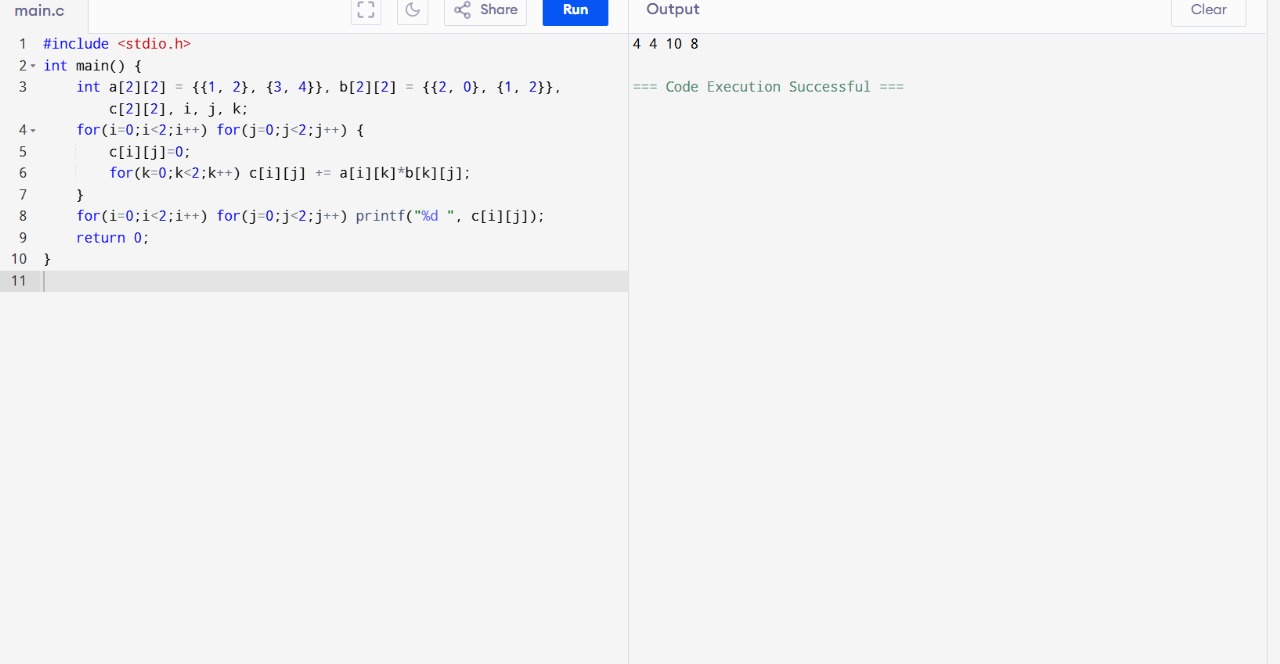 main.c
Share
Run
Output
Clear
1 #include <stdio.h>
2 int main() {
3 int a[2][2] = {{1, 2}, {3, 4}}, b[2][2] = {{2, 0}, {1, 2}},
c[2][2], i, j, k;
4 for(i=0;i<2;i++) for(j=0;j<2;j++) {
5 c[i][j]=0;
6 for(k=0;k<2;k++) c[i][j] += a[i][k]*b[k][j];
7 }
8 for(i=0;i<2;i++) for(j=0;j<2;j++) printf("%d ", c[i][j]);
9 return 0;
10 }
11
4 4 10 8
=== Code Execution Successful ===